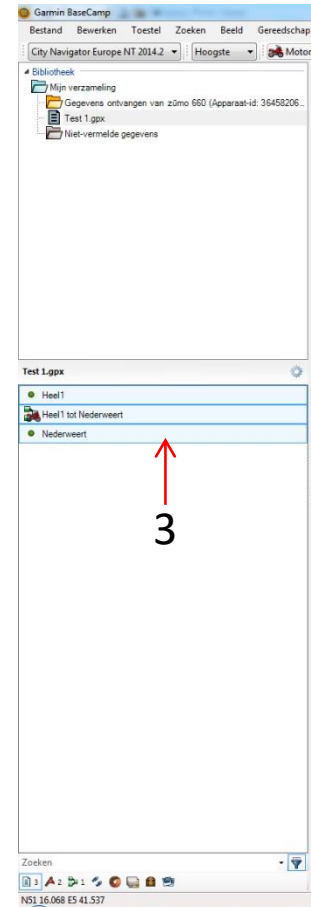 Garmin BaseCamp
Bestand Bewerken Toestel Zoeken Beeld Gereedschap
City Navigator Europe NT 2014.2 Hoogste Motor
Bibliotheek
Mijn verzameling
Gegevens ontvangen van zūmo 660 (Apparaat-id: 36458206...
Test 1.gpx
Niet-vermelde gegevens
Test 1.gpx
Heel1
Heel1 tot Nederweert
Nederweert
3
Zoeken
3 2 1
N51 16.068 E5 41.537